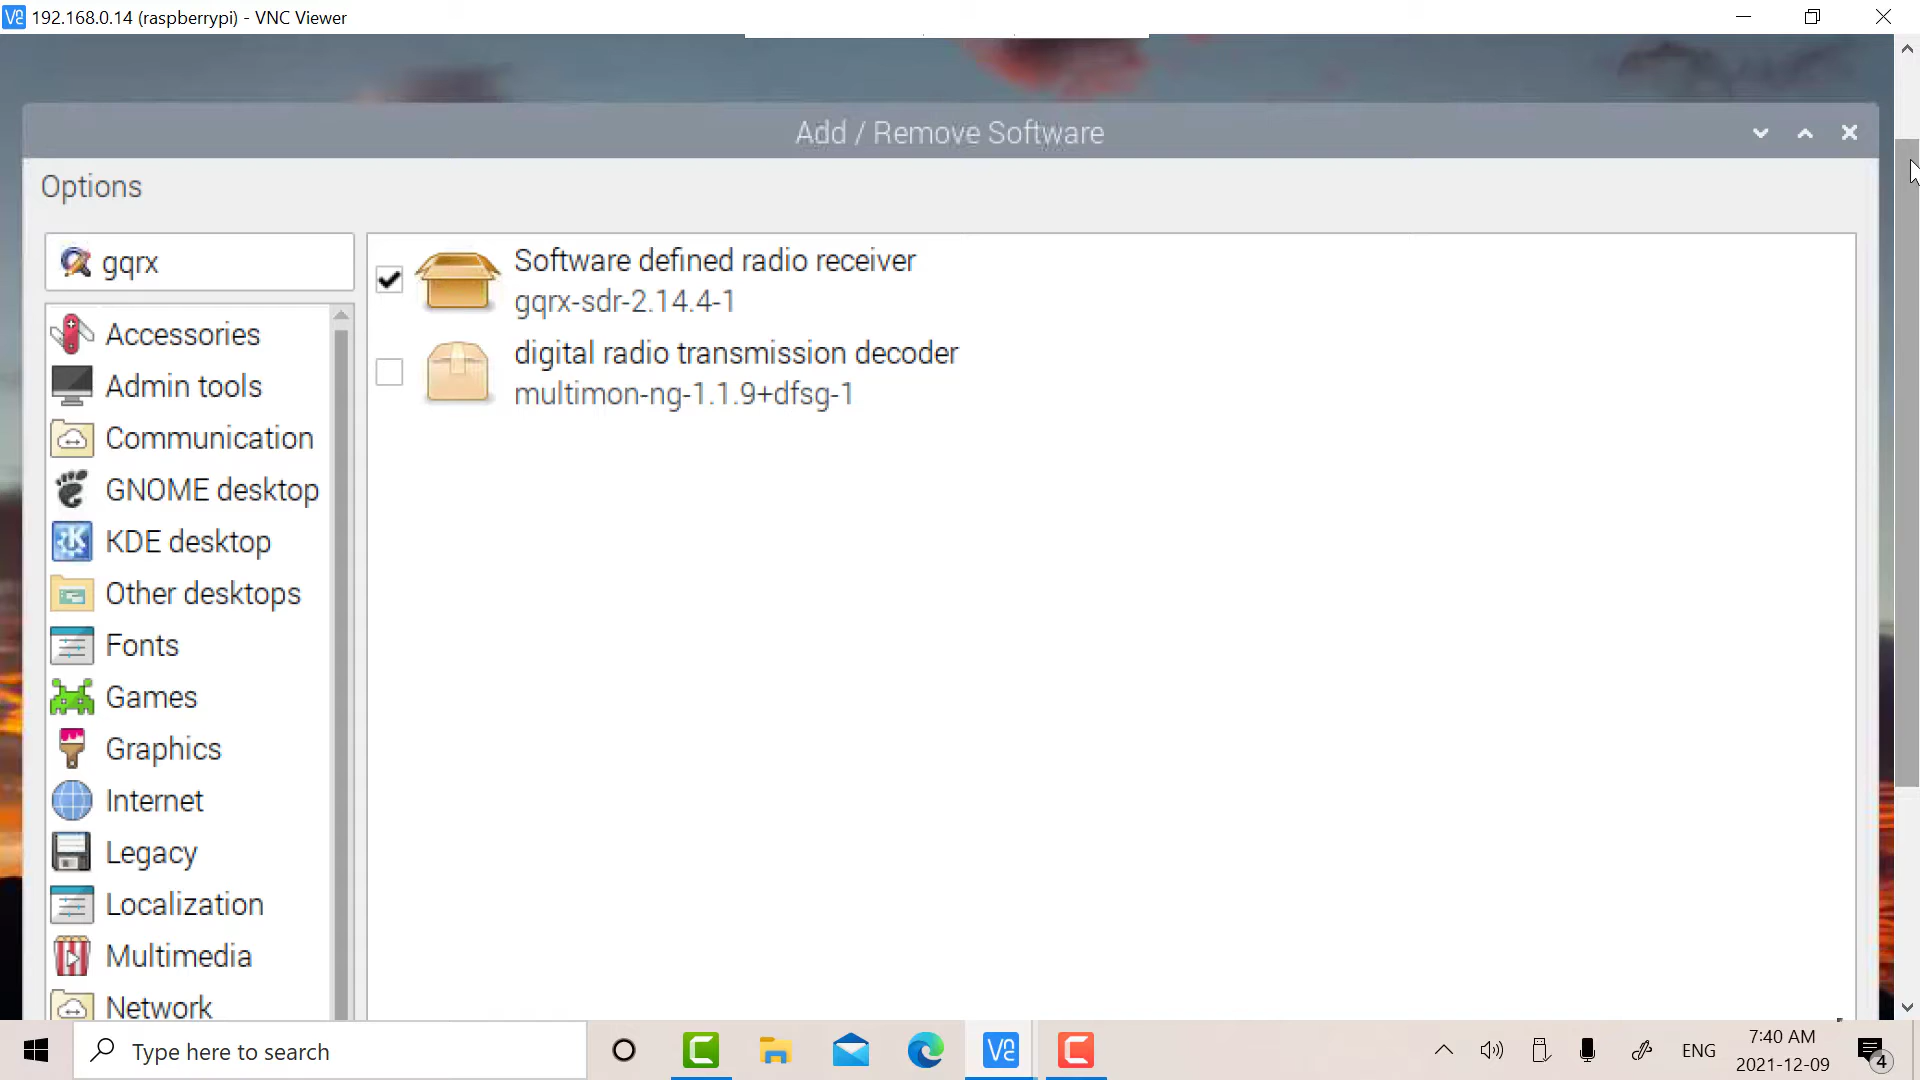 192.168.0.14 (raspberrypi) - VNC Viewer
Add / Remove Software
Options
gqrx
Software defined radio receiver
gqrx-sdr-2.14.4-1
digital radio transmission decoder
multimon-ng-1.1.9+dfsg-1
Accessories
Admin tools
Communication
GNOME desktop
KDE desktop
Other desktops
Fonts
Games
Graphics
Internet
Legacy
Localization
Multimedia
Network
Type here to search
ENG
7:40 AM
2021-12-09
4